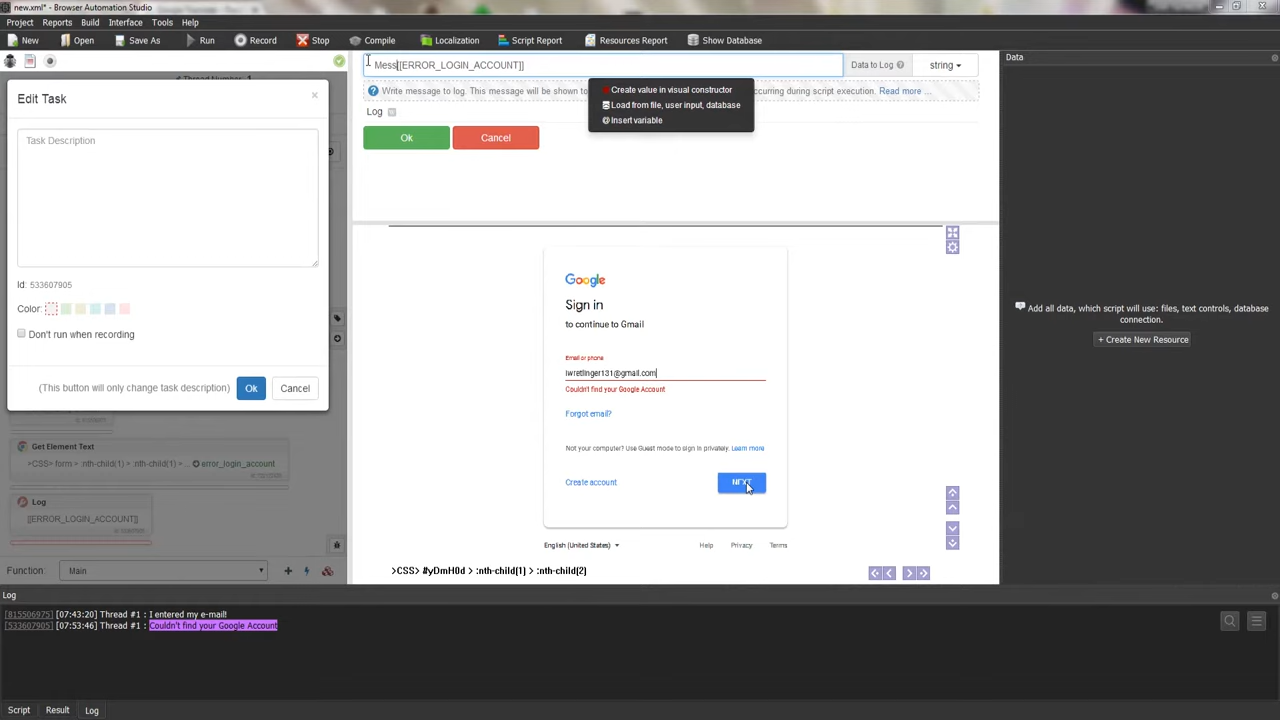 new.xml* - Browser Automation Studio
Project Reports Build Interface Tools Help
New Open Save As Run Record Stop Compile Localization Script Report Resources Report Show Database
Edit Task ×
Task Description
Id: 533607905
Color:
Don't run when recording
(This button will only change task description) Ok Cancel
Get Element Text
>CSS> form > :nth-child(1) > :nth-child(1) > ... error_login_account
Log
[[ERROR_LOGIN_ACCOUNT]]
Function: Main
Mess[[ERROR_LOGIN_ACCOUNT]] Data to Log string
Write message to log. This message will be shown to
occurring during script execution. Read more ...
Create value in visual constructor
Load from file, user input, database
Insert variable
Log
Ok Cancel
Google
Sign in
to continue to Gmail
Email or phone
iwretlinger131@gmail.com
Couldn't find your Google Account
Forgot email?
Not your computer? Use Guest mode to sign in privately. Learn more
Create account NEXT
English (United States) Help Privacy Terms
>CSS> #yDmH0d > :nth-child(1) > :nth-child(2)
Data
Add all data, which script will use: files, text controls, database
connection.
+ Create New Resource
Log
[815506975] [07:43:20] Thread #1 : I entered my e-mail!
[533607905] [07:53:46] Thread #1 : Couldn't find your Google Account
Script Result Log